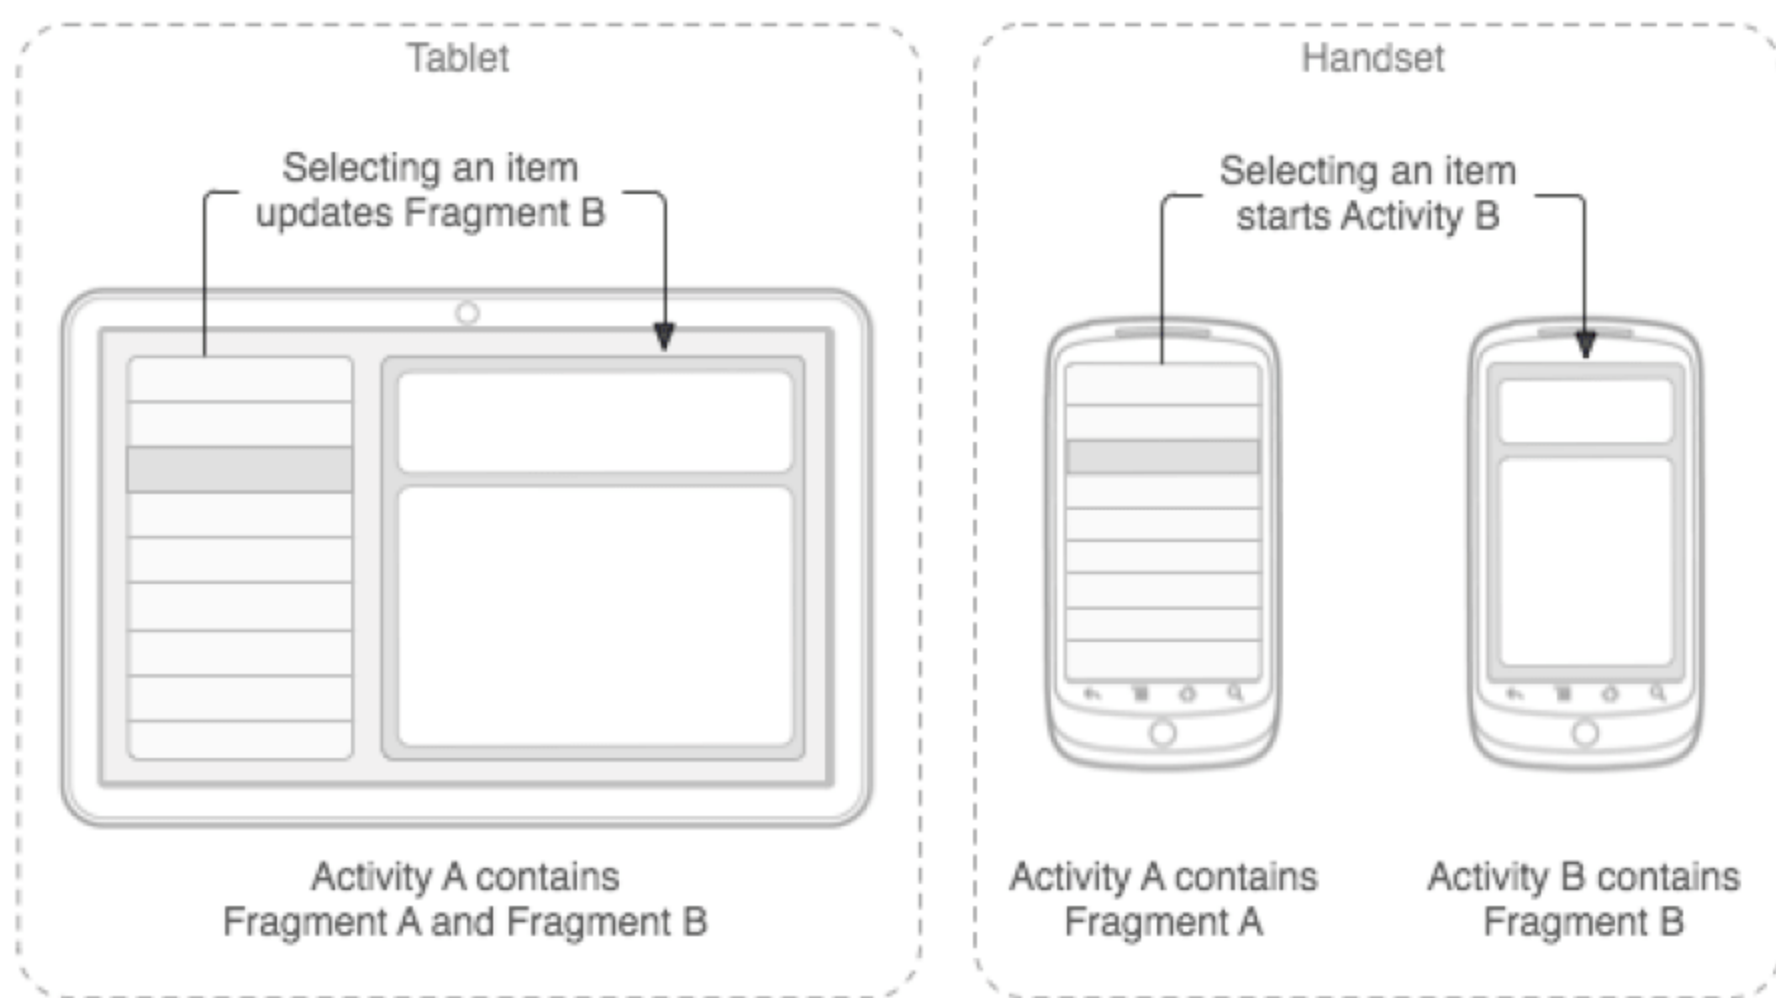 Tablet
Selecting an item
updates Fragment B
Activity A contains
Fragment A and Fragment B
Handset
Selecting an item
starts Activity B
Activity A contains
Fragment A
Activity B contains
Fragment B